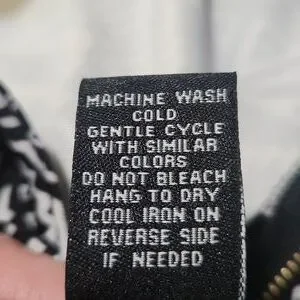 MACHINE WASH
COLD
GENTLE CYCLE
WITH SIMILAR
COLORS
DO NOT BLEACH
HANG TO DRY
COOL IRON ON
REVERSE SIDE
IF NEEDED